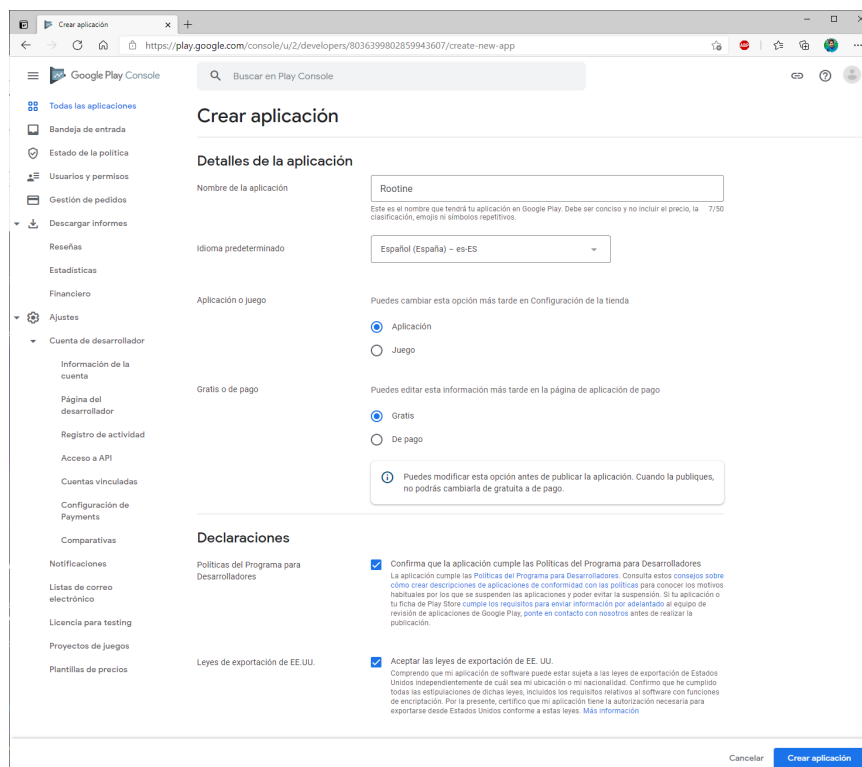 Crear aplicación
https://play.google.com/console/u/2/developers/8036399802859943607/create-new-app
ABP
Google Play Console
Buscar en Play Console
Todas las aplicaciones
Bandeja de entrada
Estado de la política
Usuarios y permisos
Gestión de pedidos
Descargar informes
Reseñas
Estadísticas
Financiero
Ajustes
Cuenta de desarrollador
Información de la
cuenta
Página del
desarrollador
Registro de actividad
Acceso a API
Cuentas vinculadas
Configuración de
Payments
Comparativas
Notificaciones
Listas de correo
electrónico
Licencia para testing
Proyectos de juegos
Plantillas de precios
Crear aplicación
Detalles de la aplicación
Nombre de la aplicación
Rootine
Este es el nombre que tendrá tu aplicación en Google Play. Debe ser conciso y no incluir el precio, la 7/50
clasificación, emojis ni símbolos repetitivos.
Idioma predeterminado
Español (España) – es-ES
Aplicación o juego
Puedes cambiar esta opción más tarde en Configuración de la tienda
Aplicación
Juego
Gratis o de pago
Puedes editar esta información más tarde en la página de aplicación de pago
Gratis
De pago
Puedes modificar esta opción antes de publicar la aplicación. Cuando la publiques,
no podrás cambiarla de gratuita a de pago.
Declaraciones
Políticas del Programa para
Desarrolladores
Confirma que la aplicación cumple las Políticas del Programa para Desarrolladores
La aplicación cumple las Políticas del Programa para Desarrolladores. Consulta estos consejos sobre
cómo crear descripciones de aplicaciones de conformidad con las políticas para conocer los motivos
habituales por los que se suspenden las aplicaciones y poder evitar la suspensión. Si tu aplicación o
tu ficha de Play Store cumple los requisitos para enviar información por adelantado al equipo de
revisión de aplicaciones de Google Play, ponte en contacto con nosotros antes de realizar la
publicación.
Leyes de exportación de EE.UU.
Aceptar las leyes de exportación de EE. UU.
Comprendo que mi aplicación de software puede estar sujeta a las leyes de exportación de Estados
Unidos independientemente de cuál sea mi ubicación o mi nacionalidad. Confirmo que he cumplido
todas las estipulaciones de dichas leyes, incluidos los requisitos relativos al software con funciones
de encriptación. Por la presente, certifico que mi aplicación tiene la autorización necesaria para
exportarse desde Estados Unidos conforme a estas leyes. Más información
Cancelar
Crear aplicación